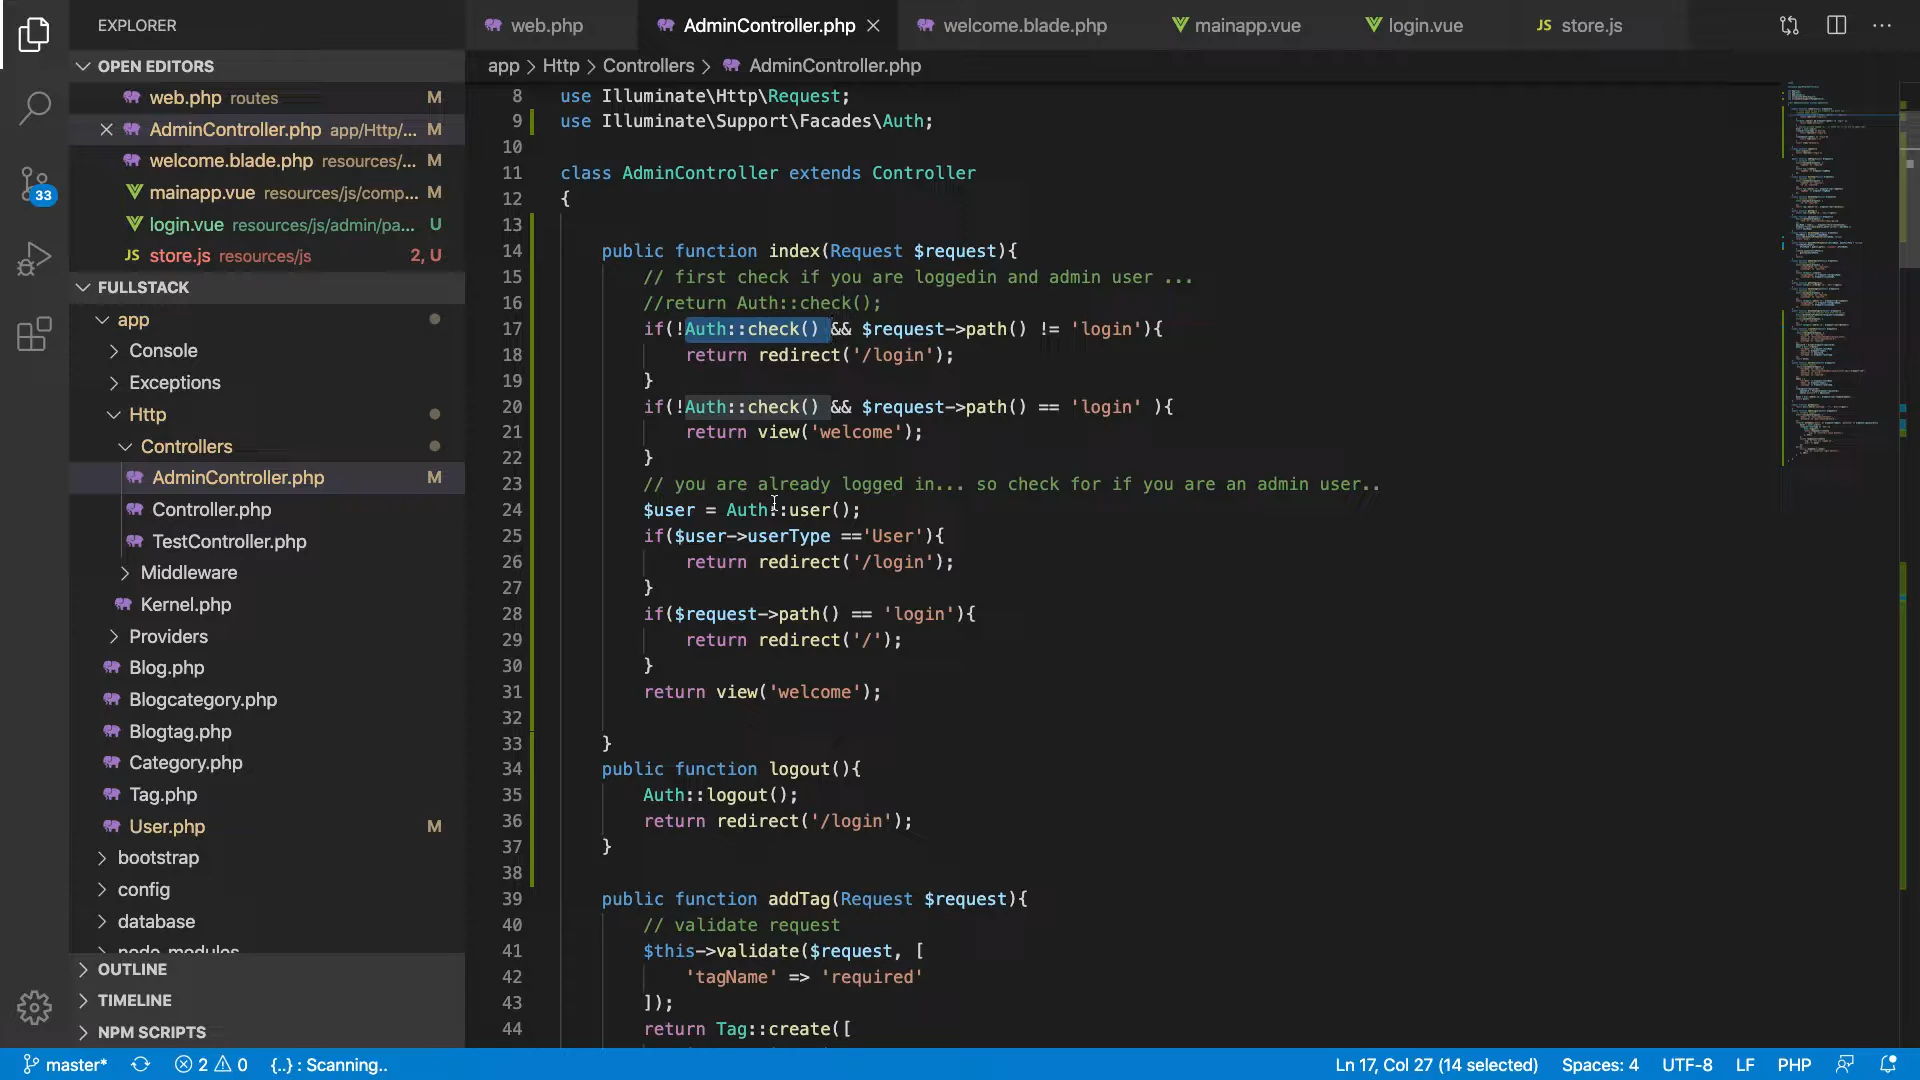 EXPLORER
web.php
AdminController.php
welcome.blade.php
mainapp.vue
login.vue
JS store.js
OPEN EDITORS
web.php routes M
AdminController.php app/Http/... M
welcome.blade.php resources/... M
mainapp.vue resources/js/comp... M
login.vue resources/js/admin/pa... U
JS store.js resources/js 2, U
FULLSTACK
app
Console
Exceptions
Http
Controllers
AdminController.php M
Controller.php
TestController.php
Middleware
Kernel.php
Providers
Blog.php
Blogcategory.php
Blogtag.php
Category.php
Tag.php
User.php M
bootstrap
config
database
node_modules
OUTLINE
TIMELINE
NPM SCRIPTS
33
app > Http > Controllers > AdminController.php
8 use Illuminate\Http\Request;
9 use Illuminate\Support\Facades\Auth;
10
11 class AdminController extends Controller
12 {
13
14 public function index(Request $request){
15 // first check if you are loggedin and admin user ...
16 //return Auth::check();
17 if(!Auth::check() && $request->path() != 'login'){
18 return redirect('/login');
19 }
20 if(!Auth::check() && $request->path() == 'login' ){
21 return view('welcome');
22 }
23 // you are already logged in... so check for if you are an admin user..
24 $user = Auth::user();
25 if($user->userType =='User'){
26 return redirect('/login');
27 }
28 if($request->path() == 'login'){
29 return redirect('/');
30 }
31 return view('welcome');
32
33 }
34 public function logout(){
35 Auth::logout();
36 return redirect('/login');
37 }
38
39 public function addTag(Request $request){
40 // validate request
41 $this->validate($request, [
42 'tagName' => 'required'
43 ]);
44 return Tag::create([
master* 2 0 {..} : Scanning.. Ln 17, Col 27 (14 selected) Spaces: 4 UTF-8 LF PHP